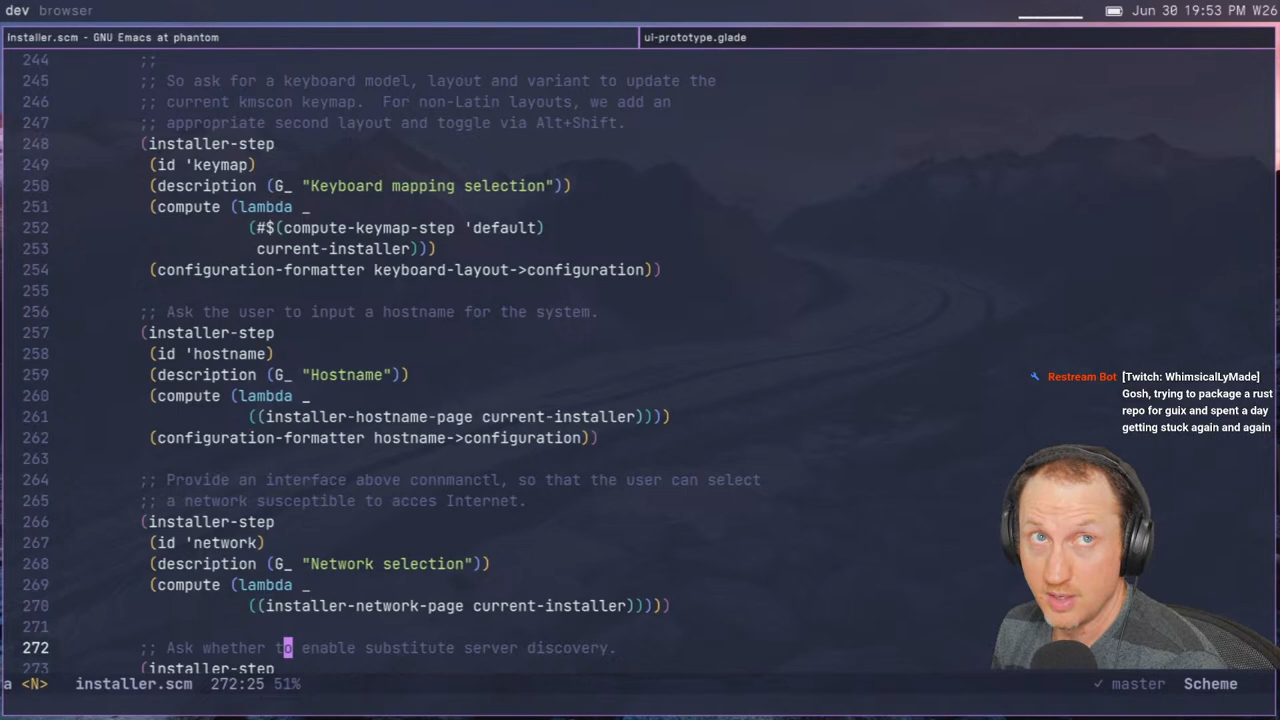 dev browser
Jun 30 19:53 PM W26
installer.scm - GNU Emacs at phantom
ui-prototype.glade
244 ;;
245 ;; So ask for a keyboard model, layout and variant to update the
246 ;; current kmscon keymap.  For non-Latin layouts, we add an
247 ;; appropriate second layout and toggle via Alt+Shift.
248 (installer-step
249 (id 'keymap)
250 (description (G_ "Keyboard mapping selection"))
251 (compute (lambda _
252 (#$(compute-keymap-step 'default)
253 current-installer)))
254 (configuration-formatter keyboard-layout->configuration))
255
256 ;; Ask the user to input a hostname for the system.
257 (installer-step
258 (id 'hostname)
259 (description (G_ "Hostname"))
260 (compute (lambda _
261 ((installer-hostname-page current-installer))))
262 (configuration-formatter hostname->configuration))
263
264 ;; Provide an interface above connmanctl, so that the user can select
265 ;; a network susceptible to acces Internet.
266 (installer-step
267 (id 'network)
268 (description (G_ "Network selection"))
269 (compute (lambda _
270 ((installer-network-page current-installer)))))
271
272 ;; Ask whether to enable substitute server discovery.
273 (installer-step
a <N> installer.scm 272:25 51%
✓ master Scheme
Restream Bot [Twitch: WhimsicalLyMade]
Gosh, trying to package a rust
repo for guix and spent a day
getting stuck again and again